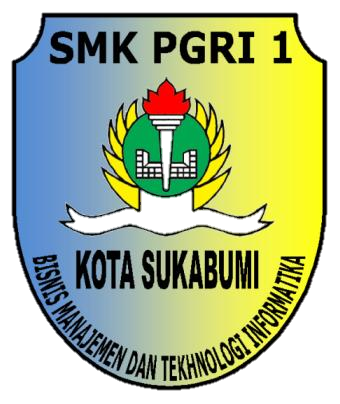 SMK PGRI 1
KOTA SUKABUMI
BISNIS MANAJEMEN DAN TEKHNOLOGI INFORMATIKA